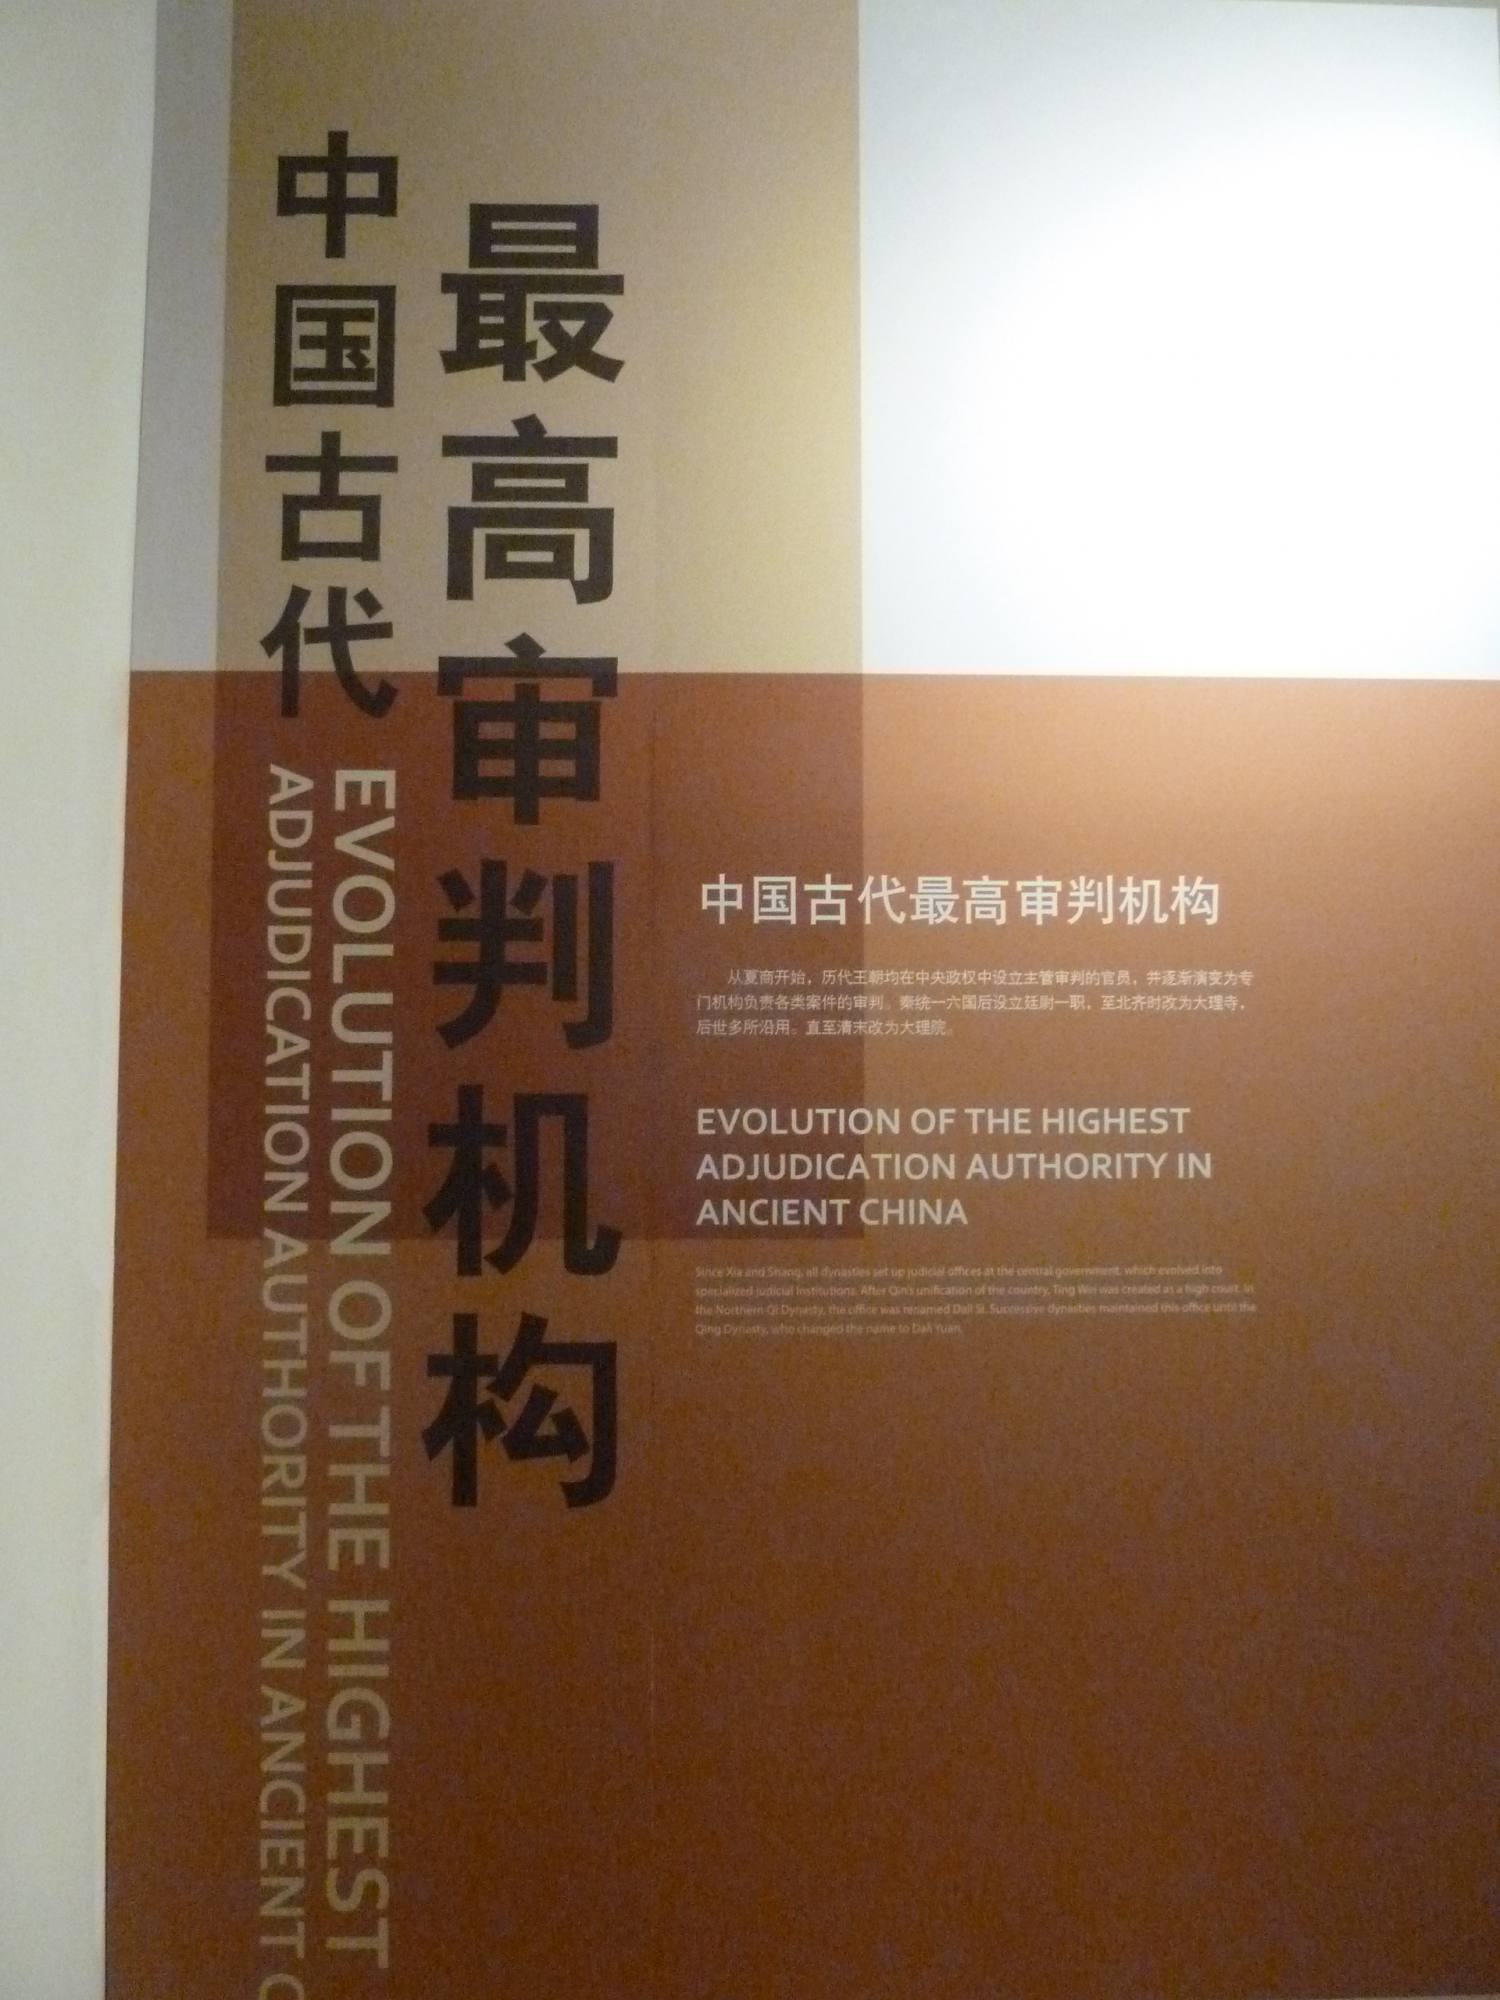 中国古代
最高审判机构
EVOLUTION OF THE HIGHEST
ADJUDICATION AUTHORITY IN ANCIENT C
中国古代最高审判机构
从夏商开始，历代王朝均在中央政权中设立主管审判的官员，并逐渐演变为专
门机构负责各类案件的审判。秦统一六国后设立廷尉一职，至北齐时改为大理寺，
后世多所沿用。直至清末改为大理院。
EVOLUTION OF THE HIGHEST
ADJUDICATION AUTHORITY IN
ANCIENT CHINA
Since Xia and Shang, all dynasties set up judicial offices at the central government, which evolved into
specialized judicial institutions. After Qin's unification of the country, Ting Wei was created as a high court. In
the Northern Qi Dynasty, the office was renamed Dali Si. Successive dynasties maintained this office until the
Qing Dynasty, who changed the name to Dali Yuan.